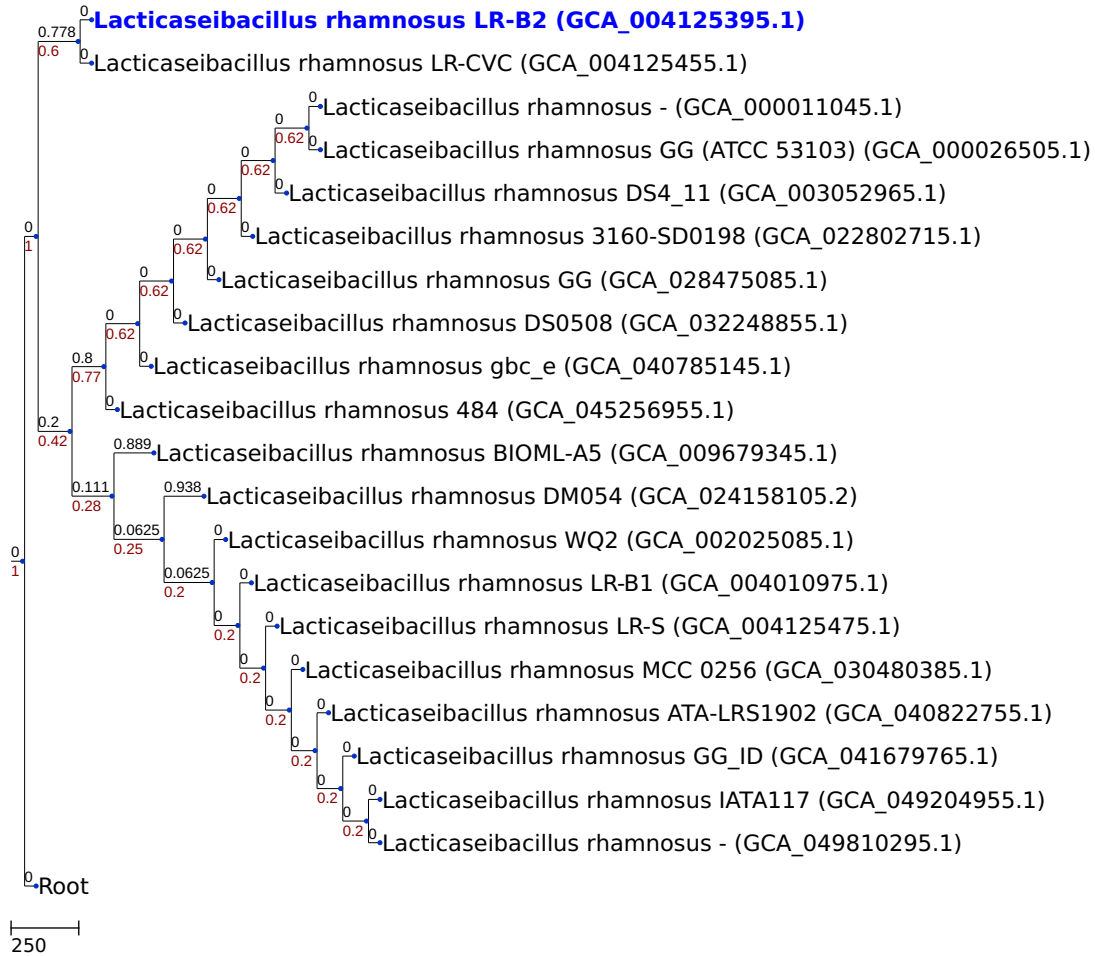 0
Lacticaseibacillus rhamnosus LR-B2 (GCA_004125395.1)
0.778
0.6
0
Lacticaseibacillus rhamnosus LR-CVC (GCA_004125455.1)
0
Lacticaseibacillus rhamnosus - (GCA_000011045.1)
0
0.62
0
Lacticaseibacillus rhamnosus GG (ATCC 53103) (GCA_000026505.1)
0
0.62
0
Lacticaseibacillus rhamnosus DS4_11 (GCA_003052965.1)
0
0.62
0
Lacticaseibacillus rhamnosus 3160-SD0198 (GCA_022802715.1)
0
1
0
0.62
0
Lacticaseibacillus rhamnosus GG (GCA_028475085.1)
0
0.62
0
Lacticaseibacillus rhamnosus DS0508 (GCA_032248855.1)
0
0.62
0
Lacticaseibacillus rhamnosus gbc_e (GCA_040785145.1)
0.8
0.77
0
Lacticaseibacillus rhamnosus 484 (GCA_045256955.1)
0.2
0.42
0.889
Lacticaseibacillus rhamnosus BIOML-A5 (GCA_009679345.1)
0.111
0.28
0.938
Lacticaseibacillus rhamnosus DM054 (GCA_024158105.2)
0.0625
0.25
0
Lacticaseibacillus rhamnosus WQ2 (GCA_002025085.1)
0
1
0.0625
0.2
0
Lacticaseibacillus rhamnosus LR-B1 (GCA_004010975.1)
0
0.2
0
Lacticaseibacillus rhamnosus LR-S (GCA_004125475.1)
0
0.2
0
Lacticaseibacillus rhamnosus MCC 0256 (GCA_030480385.1)
0
0.2
0
Lacticaseibacillus rhamnosus ATA-LRS1902 (GCA_040822755.1)
0
0.2
0
Lacticaseibacillus rhamnosus GG_ID (GCA_041679765.1)
0
0.2
0
Lacticaseibacillus rhamnosus IATA117 (GCA_049204955.1)
0
0.2
0
Lacticaseibacillus rhamnosus - (GCA_049810295.1)
0
Root
250